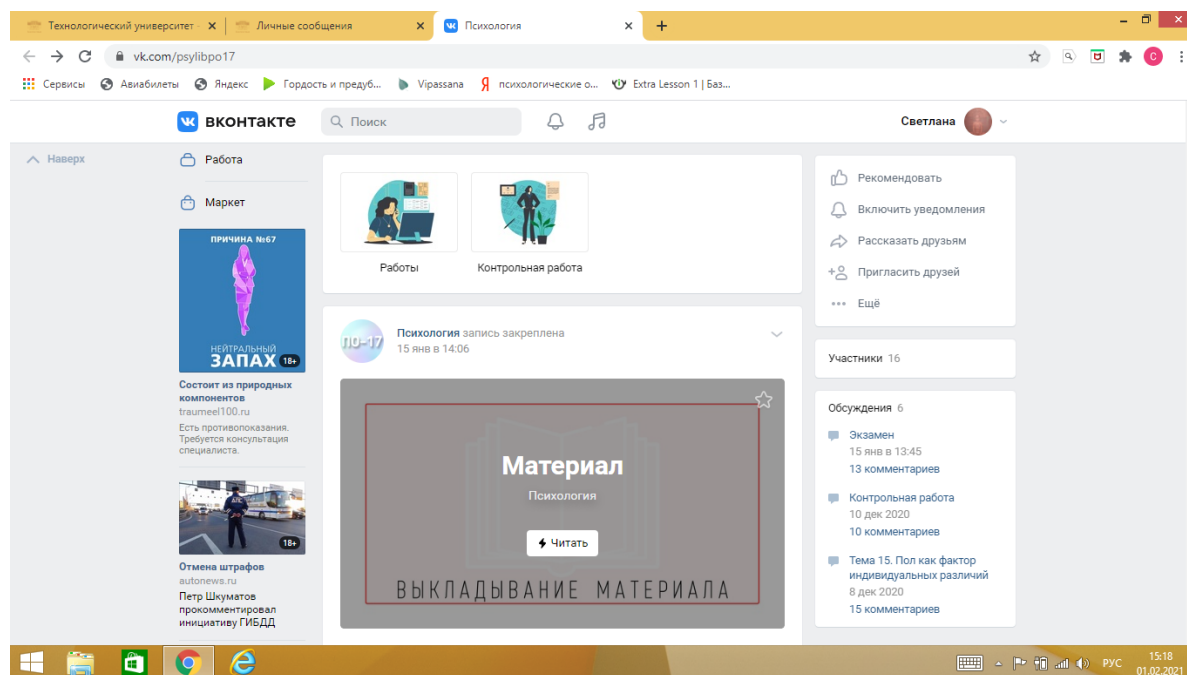 Технологический университет -
Личные сообщения
Психология
vk.com/psylibpo17
С
Сервисы
Авиабилеты
Яндекс
Гордость и предуб...
Vipassana
психологические о...
Extra Lesson 1 | Баз...
вконтакте
Поиск
Светлана
Наверх
Работа
Маркет
ПРИЧИНА №67
НЕЙТРАЛЬНЫЙ
ЗАПАХ 18+
Состоит из природных
компонентов
traumeel100.ru
Есть противопоказания.
Требуется консультация
специалиста.
18+
Отмена штрафов
autonews.ru
Петр Шкуматов
прокомментировал
инициативу ГИБДД
Работы
Контрольная работа
ПО-17
Психология запись закреплена
15 янв в 14:06
Материал
Психология
Читать
ВЫКЛАДЫВАНИЕ МАТЕРИАЛА
Рекомендовать
Включить уведомления
Рассказать друзьям
Пригласить друзей
Ещё
Участники 16
Обсуждения 6
Экзамен
15 янв в 13:45
13 комментариев
Контрольная работа
10 дек 2020
10 комментариев
Тема 15. Пол как фактор
индивидуальных различий
8 дек 2020
15 комментариев
РУС
15:18
01.02.2021